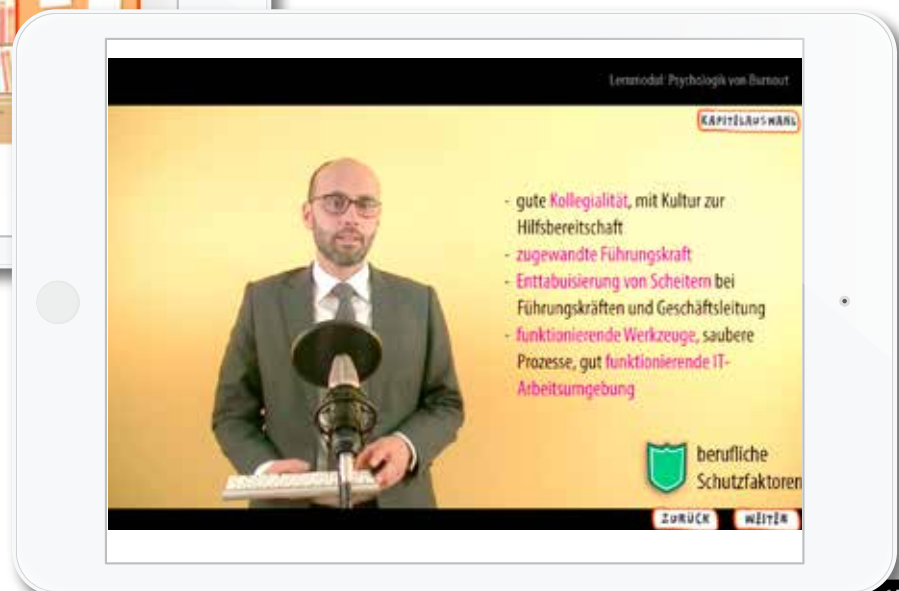 Lernmodul: Psychologik von Burnout
KAPITELAUSWAHL
- gute Kollegialität, mit Kultur zur
Hilfsbereitschaft
- zugewandte Führungskraft
- Enttabuisierung von Scheitern bei
Führungskräften und Geschäftsleitung
- funktionierende Werkzeuge, saubere
Prozesse, gut funktionierende IT-
Arbeitsumgebung
berufliche
Schutzfaktoren
ZURÜCK WEITER